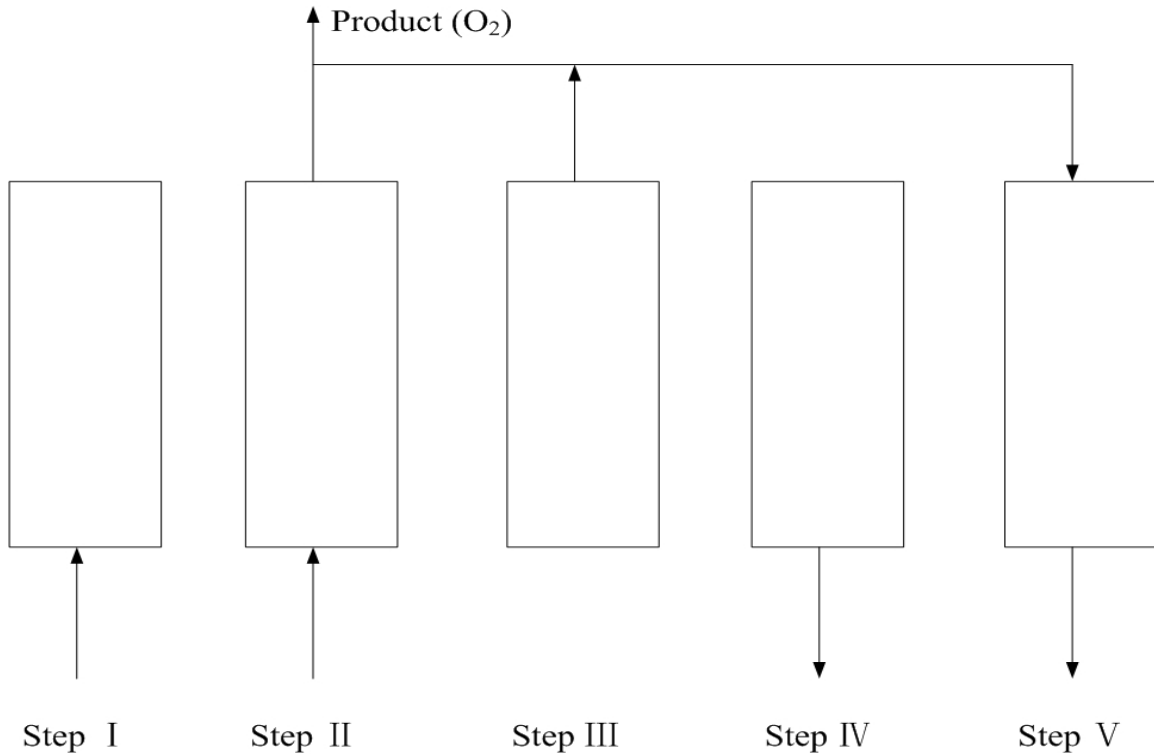 Product (O₂)
Step Ⅰ
Step Ⅱ
Step Ⅲ
Step Ⅳ
Step Ⅴ